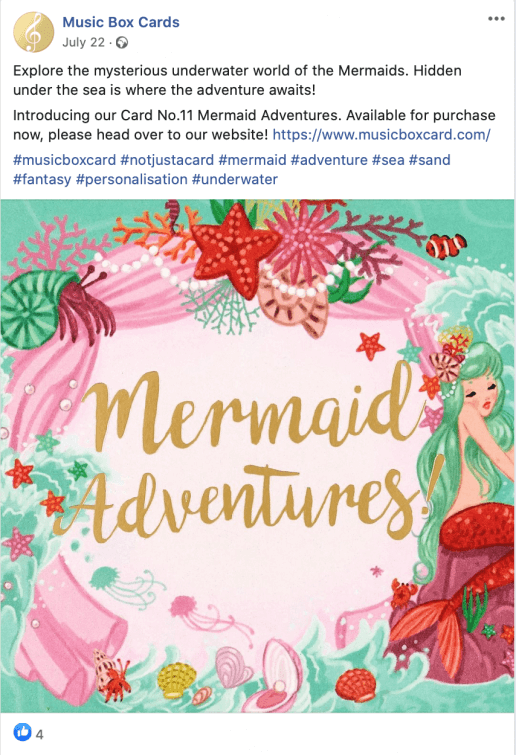 Music Box Cards
July 22 ·
Explore the mysterious underwater world of the Mermaids. Hidden
under the sea is where the adventure awaits!
Introducing our Card No.11 Mermaid Adventures. Available for purchase
now, please head over to our website! https://www.musicboxcard.com/
#musicboxcard #notjustacard #mermaid #adventure #sea #sand
#fantasy #personalisation #underwater
Mermaid
Adventures!
4